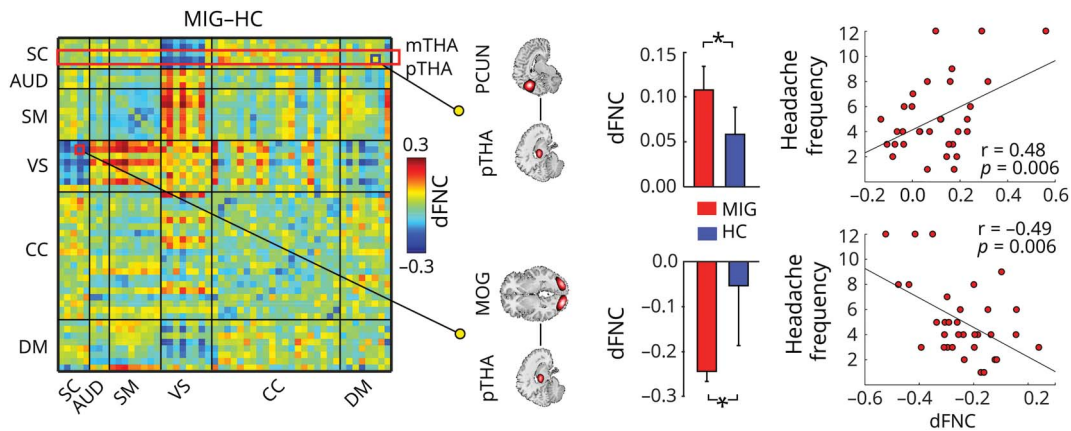 MIG–HC
SC
AUD
SM
VS
CC
DM
SC
AUD
SM
VS
CC
DM
mTHA
pTHA
0.3
dFNC
−0.3
PCUN
pTHA
MOG
pTHA
*
0.15
0.10
0.05
0.00
dFNC
MIG
HC
0.0
−0.1
−0.2
−0.3
dFNC
*
Headache
frequency
12
10
8
6
4
2
r = 0.48
p = 0.006
−0.2
0.0
0.2
0.4
0.6
Headache
frequency
12
10
8
6
4
2
r = −0.49
p = 0.006
−0.6
−0.4
−0.2
0.2
dFNC